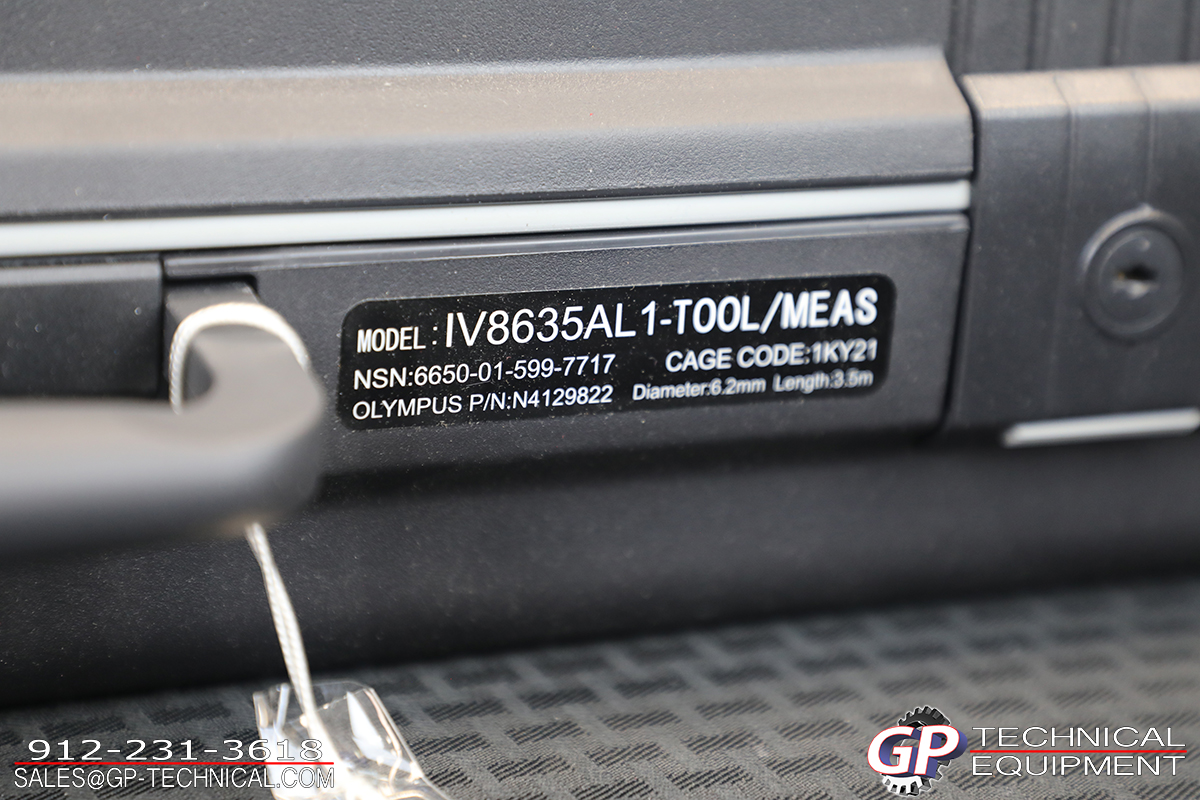 MODEL:IV8635AL1-TOOL/MEAS
NSN:6650-01-599-7717 CAGE CODE:1KY21
OLYMPUS P/N:N4129822 Diameter:6.2mm Length:3.5m
912-231-3618
SALES@GP-TECHNICAL.COM
GP TECHNICAL
EQUIPMENT